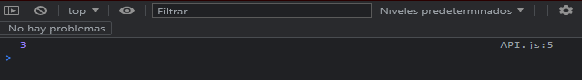 top ▼ Filtrar Niveles predeterminados ▼
No hay problemas
3 API.js:5
>